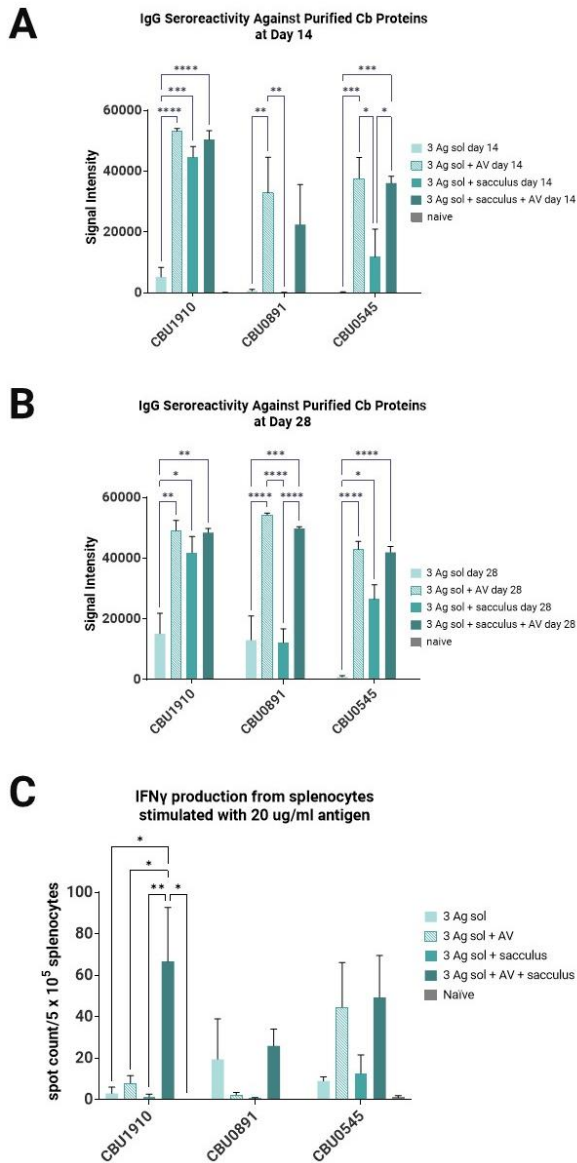 A
IgG Seroreactivity Against Purified Cb Proteins
at Day 14
****
***
****
**
**
***
***
*
*
Signal Intensity
60000
40000
20000
0
CBU1910
CBU0891
CBU0545
3 Ag sol day 14
3 Ag sol + AV day 14
3 Ag sol + sacculus day 14
3 Ag sol + sacculus + AV day 14
naive
B
IgG Seroreactivity Against Purified Cb Proteins
at Day 28
**
*
**
***
****
****
****
****
*
****
Signal Intensity
60000
40000
20000
0
CBU1910
CBU0891
CBU0545
3 Ag sol day 28
3 Ag sol + AV day 28
3 Ag sol + sacculus day 28
3 Ag sol + sacculus + AV day 28
naive
C
IFNγ production from splenocytes
stimulated with 20 ug/ml antigen
*
*
**
*
spot count/5 x 10⁵ splenocytes
100
80
60
40
20
0
CBU1910
CBU0891
CBU0545
3 Ag sol
3 Ag sol + AV
3 Ag sol + sacculus
3 Ag sol + AV + sacculus
Naïve